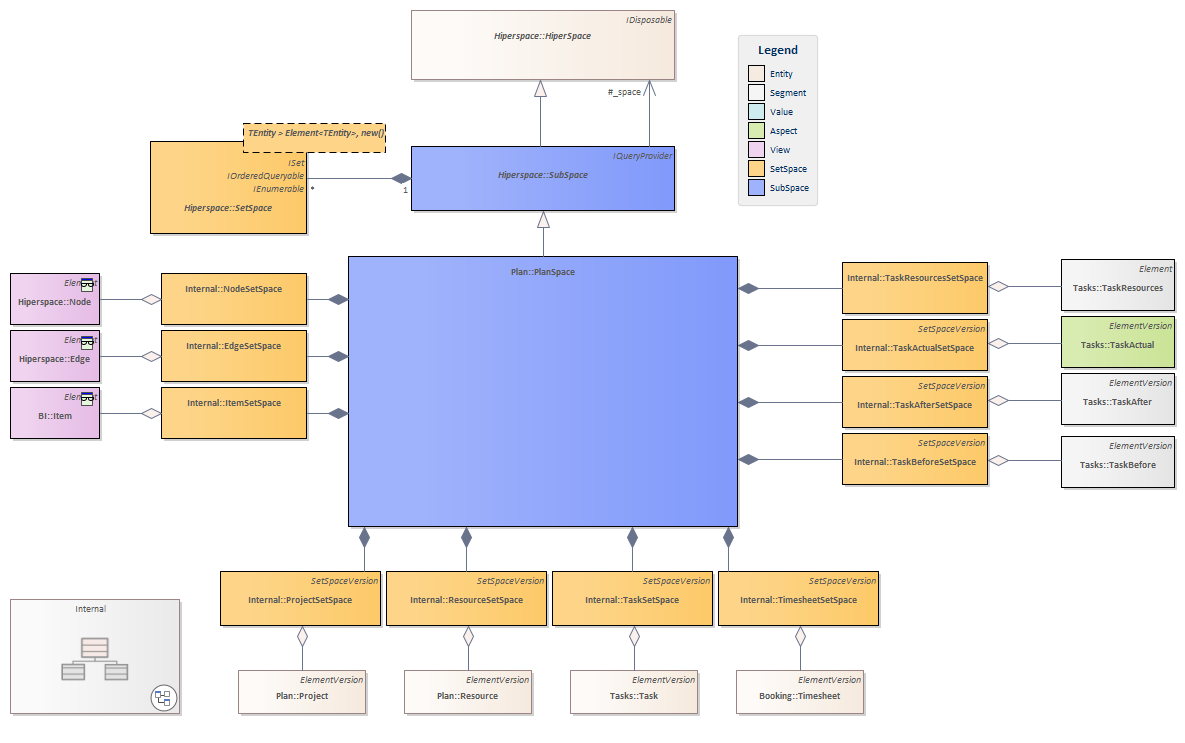 IDisposable
Hiperspace::HiperSpace
Legend
Entity
Segment
Value
Aspect
View
SetSpace
SubSpace
#_space
TEntity > Element<TEntity>, new()
ISet
IOrderedQueryable
IEnumerable
*
Hiperspace::SetSpace
1
IQueryProvider
Hiperspace::SubSpace
Plan::PlanSpace
Hiperspace::Node
Internal::NodeSetSpace
Hiperspace::Edge
Internal::EdgeSetSpace
BI::Item
Internal::ItemSetSpace
Internal::TaskResourcesSetSpace
Element
Tasks::TaskResources
SetSpaceVersion
Internal::TaskActualSetSpace
ElementVersion
Tasks::TaskActual
SetSpaceVersion
Internal::TaskAfterSetSpace
ElementVersion
Tasks::TaskAfter
SetSpaceVersion
Internal::TaskBeforeSetSpace
ElementVersion
Tasks::TaskBefore
SetSpaceVersion
Internal::ProjectSetSpace
SetSpaceVersion
Internal::ResourceSetSpace
SetSpaceVersion
Internal::TaskSetSpace
SetSpaceVersion
Internal::TimesheetSetSpace
Internal
ElementVersion
Plan::Project
ElementVersion
Plan::Resource
ElementVersion
Tasks::Task
ElementVersion
Booking::Timesheet